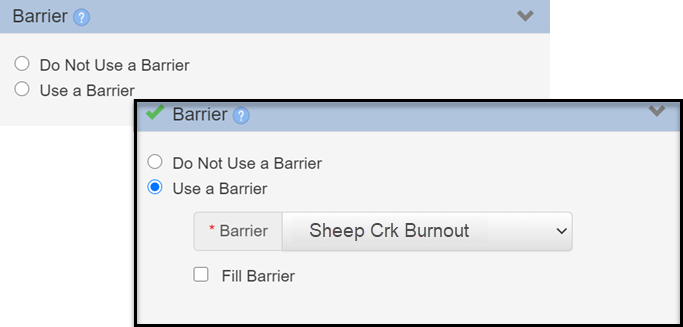 Barrier ?
Do Not Use a Barrier
Use a Barrier
Barrier ?
Do Not Use a Barrier
Use a Barrier
* Barrier Sheep Crk Burnout
Fill Barrier